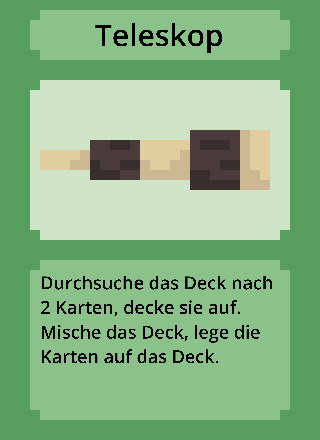 Teleskop
Durchsuche das Deck nach
2 Karten, decke sie auf.
Mische das Deck, lege die
Karten auf das Deck.